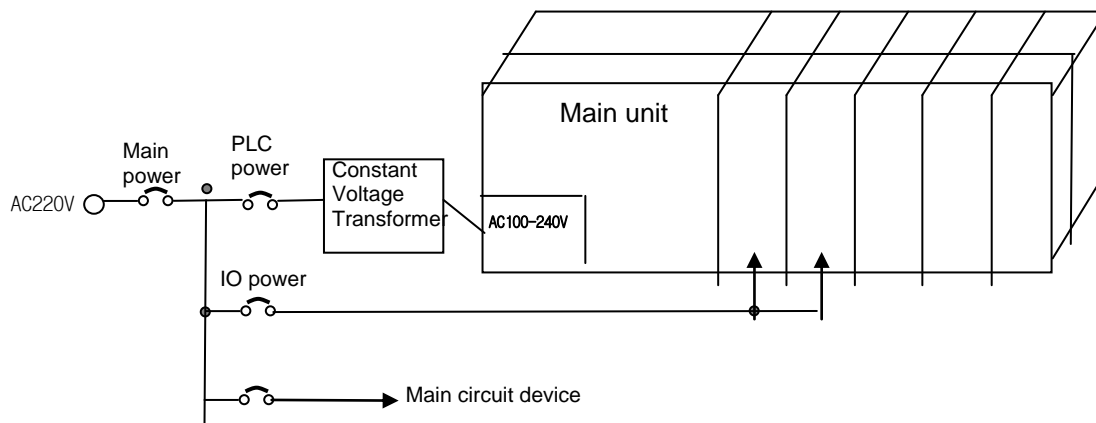 Main unit
Main
power
PLC
power
Constant
Voltage
Transformer
AC220V
AC100-240V
IO power
Main circuit device